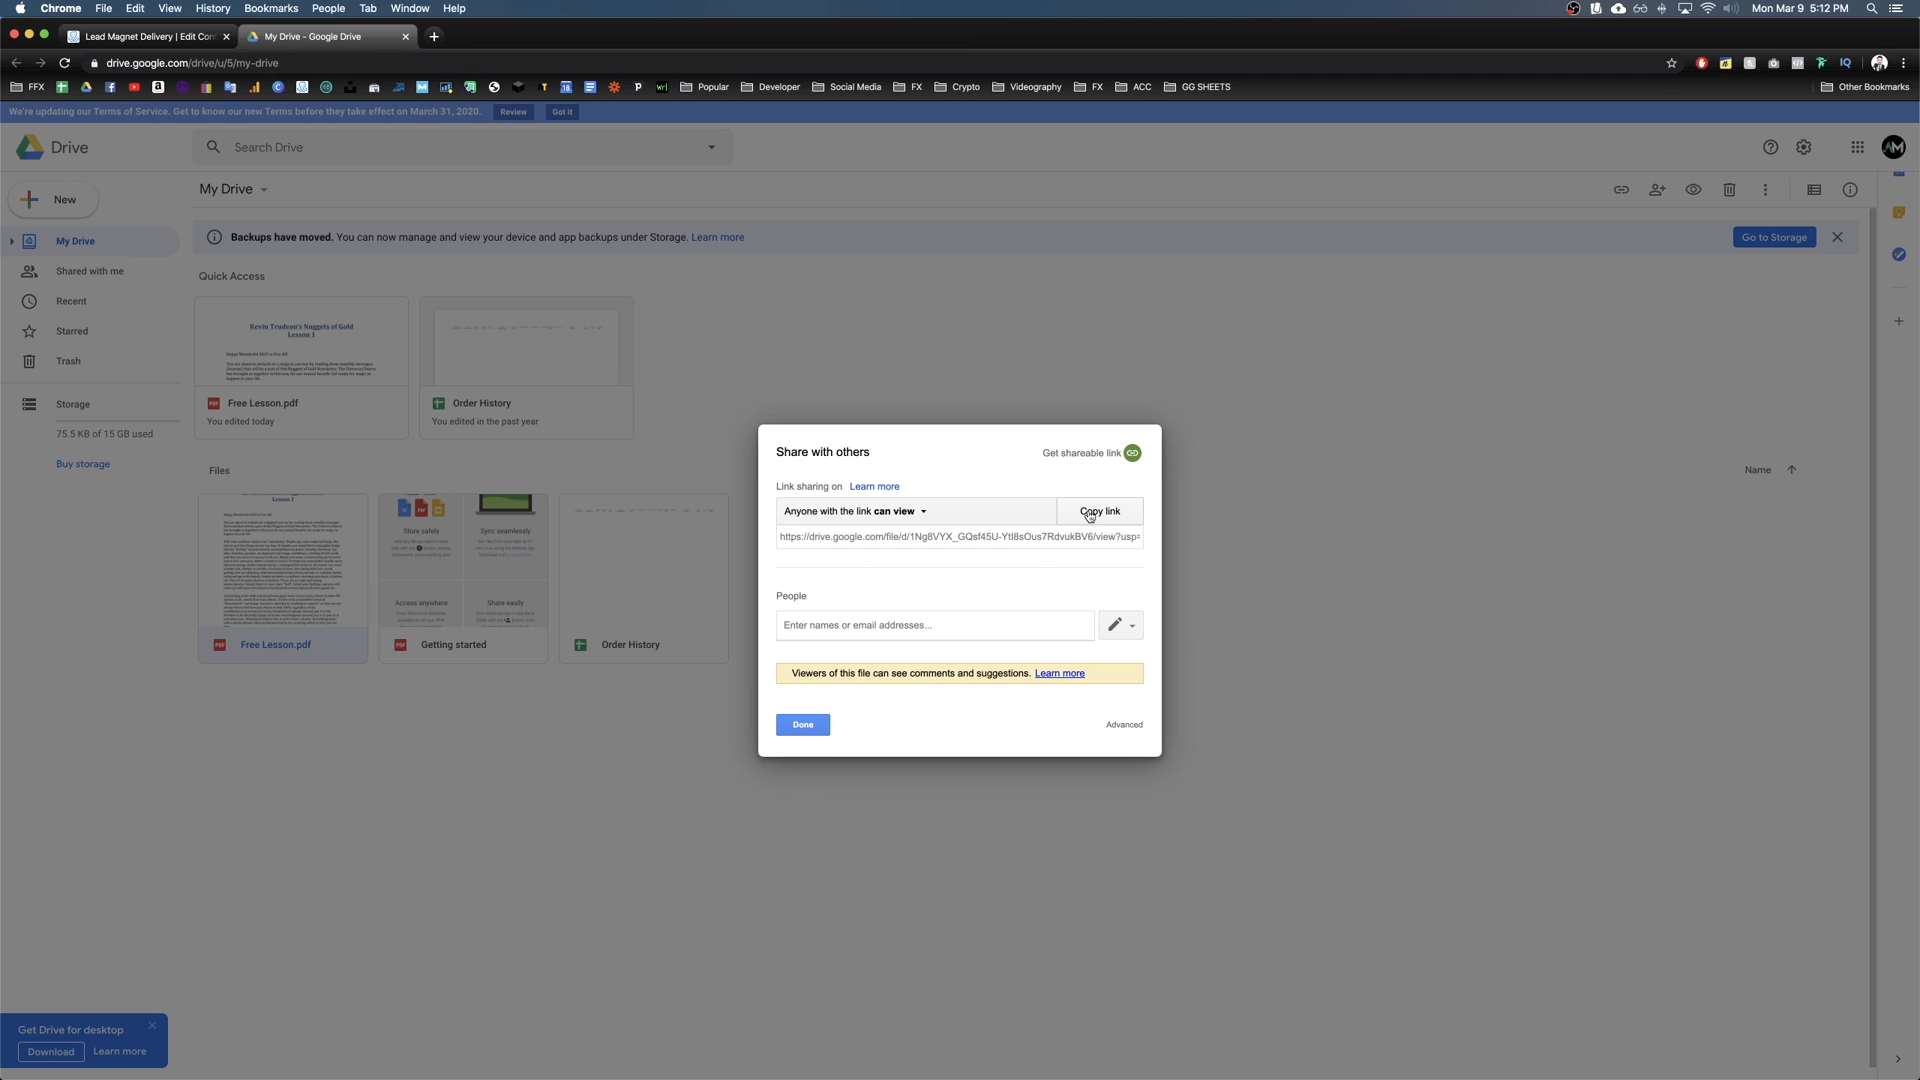 Chrome File Edit View History Bookmarks People Tab Window Help
Mon Mar 9 5:12 PM
Lead Magnet Delivery | Edit Con
My Drive - Google Drive
drive.google.com/drive/u/5/my-drive
FFX
Popular
Developer
Social Media
FX
Crypto
Videography
FX
ACC
GG SHEETS
Other Bookmarks
We're updating our Terms of Service. Get to know our new Terms before they take effect on March 31, 2020. Review Got it
Drive
Search Drive
New
My Drive
Backups have moved. You can now manage and view your device and app backups under Storage. Learn more
Go to Storage
My Drive
Shared with me
Recent
Starred
Trash
Storage
75.5 KB of 15 GB used
Buy storage
Quick Access
Kevin Trudeau's Nuggets of Gold
Lesson 1
Free Lesson.pdf
You edited today
Order History
You edited in the past year
Files
Name
Lesson 1
Store safely
Sync seamlessly
Access anywhere
Share easily
Free Lesson.pdf
Getting started
Order History
Share with others
Get shareable link
Link sharing on Learn more
Anyone with the link can view
Copy link
People
Enter names or email addresses...
Viewers of this file can see comments and suggestions. Learn more
Done
Advanced
Get Drive for desktop
Download
Learn more